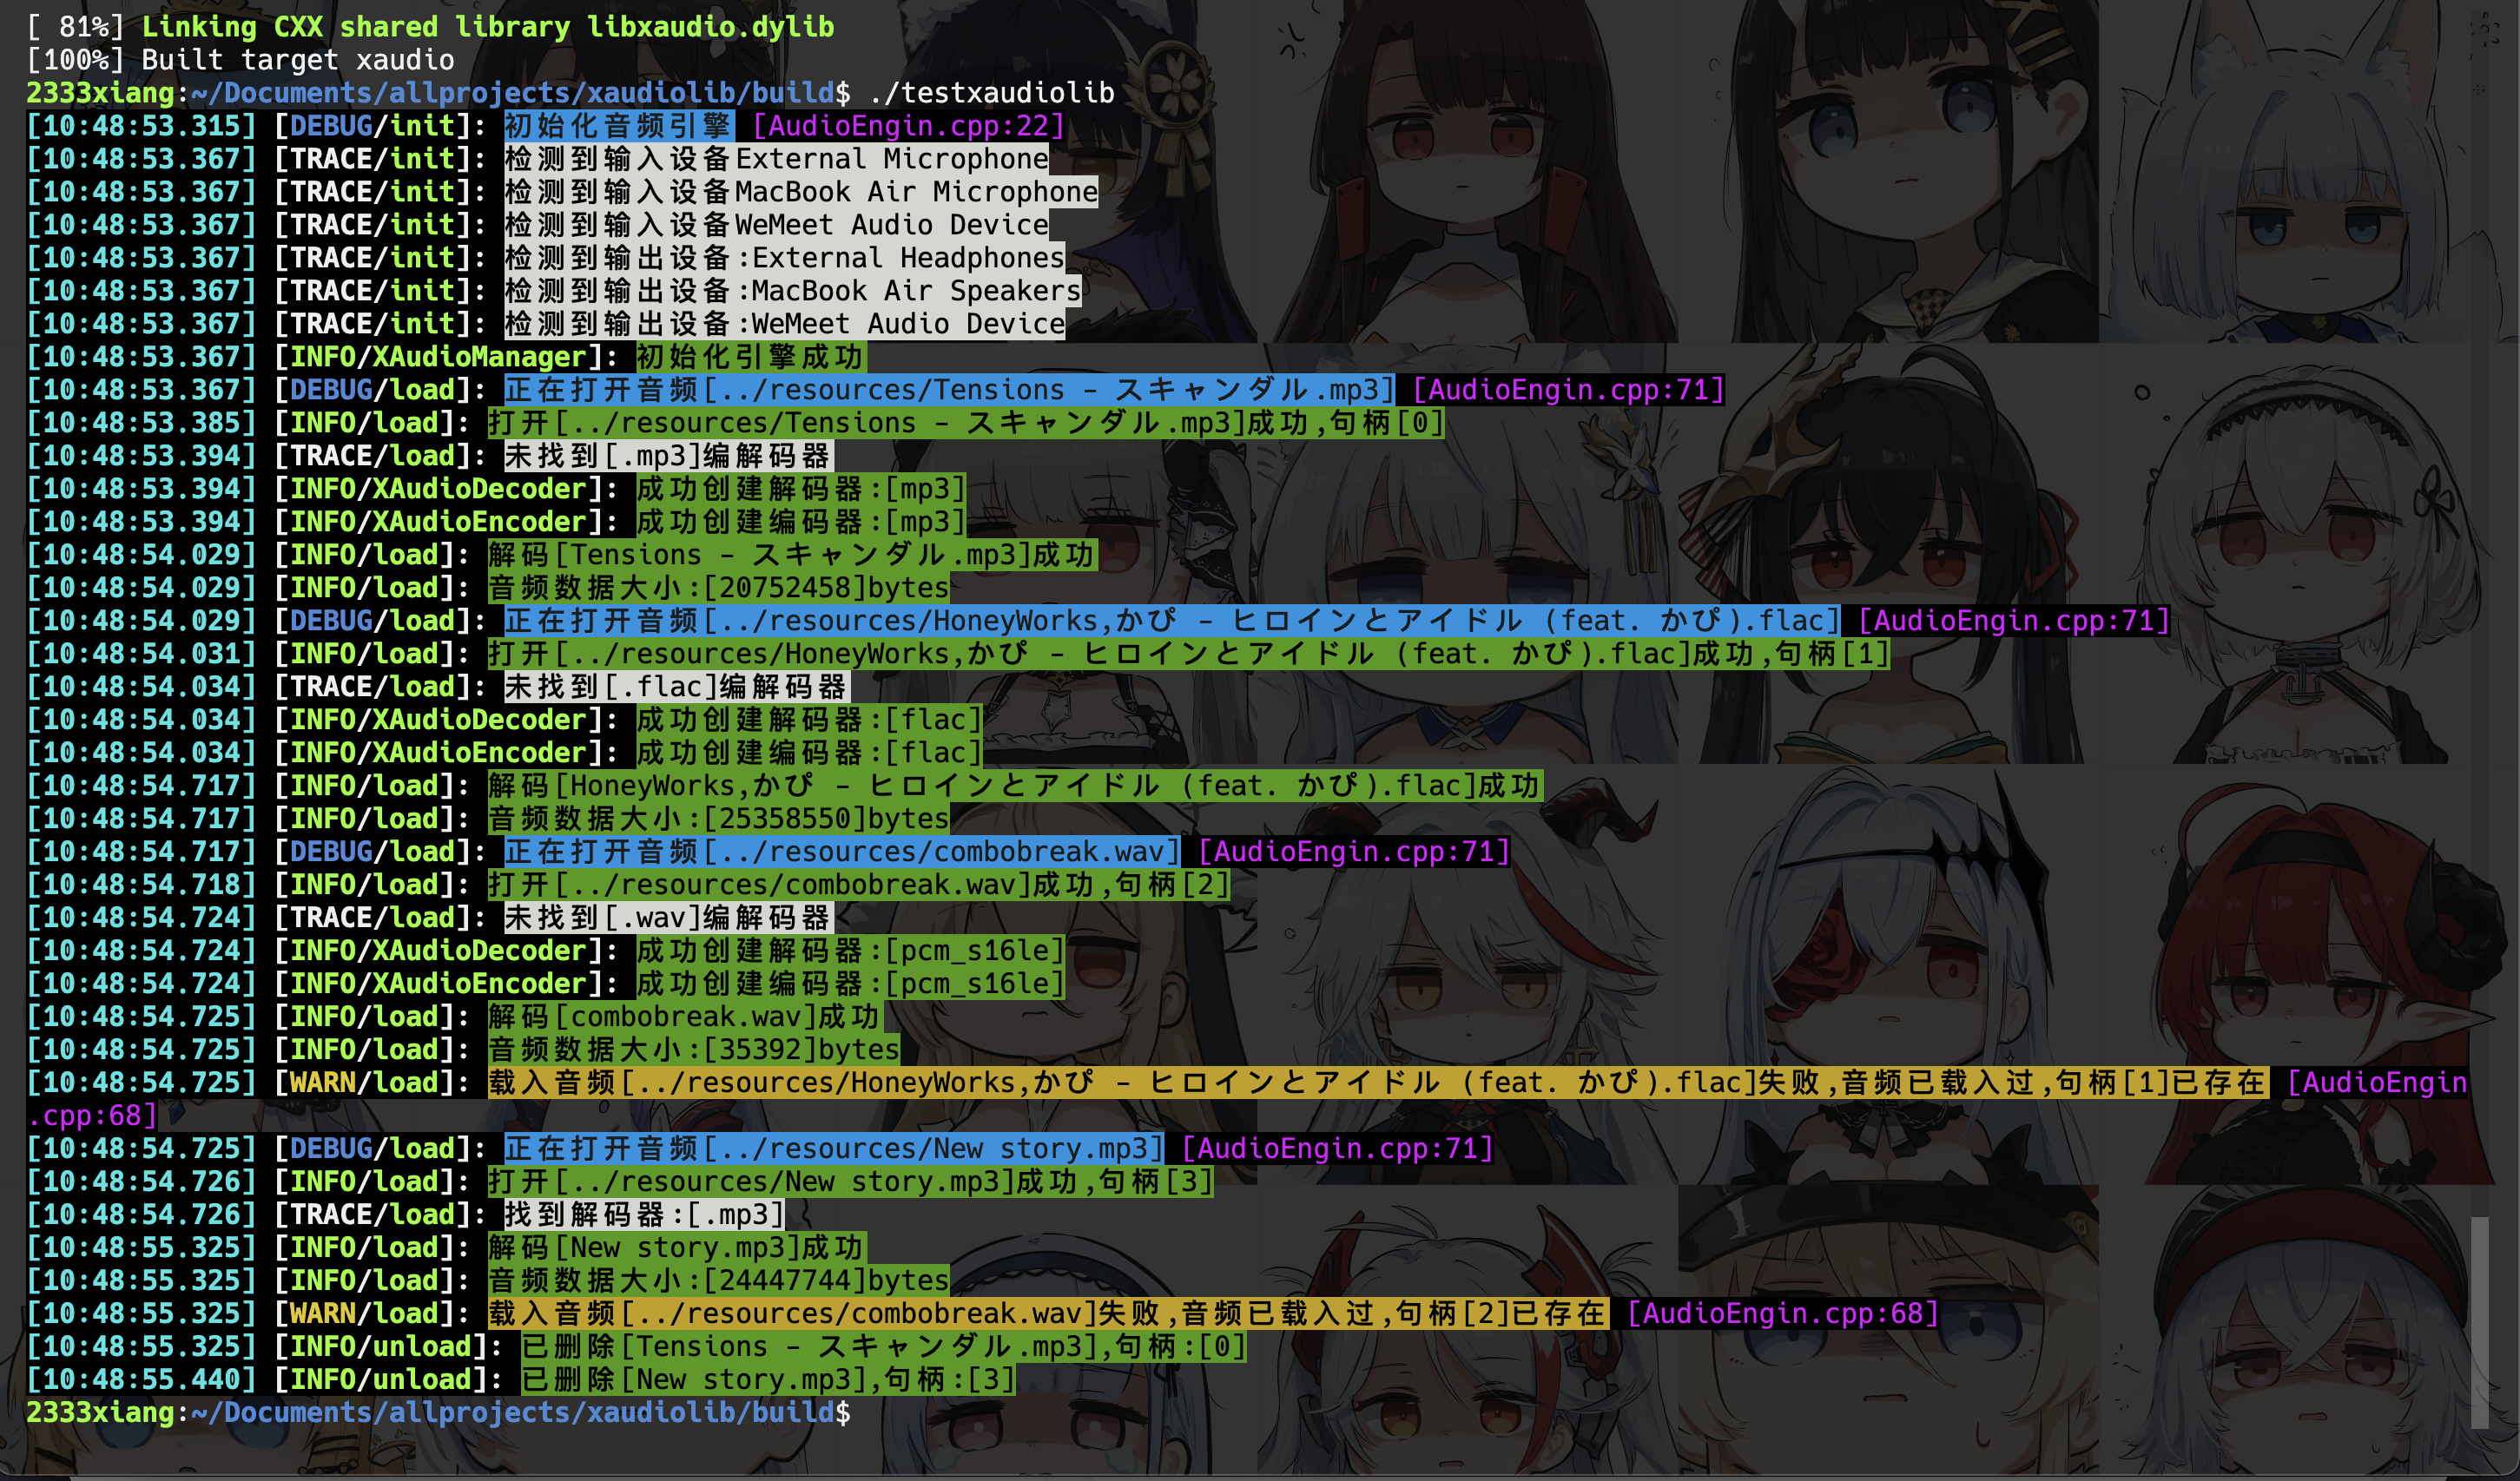 [ 81%] Linking CXX shared library libxaudio.dylib
[100%] Built target xaudio
2333xiang:~/Documents/allprojects/xaudiolib/build$ ./testxaudiolib
[10:48:53.315] [DEBUG/init]: 初始化音频引擎 [AudioEngin.cpp:22]
[10:48:53.367] [TRACE/init]: 检测到输入设备External Microphone
[10:48:53.367] [TRACE/init]: 检测到输入设备MacBook Air Microphone
[10:48:53.367] [TRACE/init]: 检测到输入设备WeMeet Audio Device
[10:48:53.367] [TRACE/init]: 检测到输出设备:External Headphones
[10:48:53.367] [TRACE/init]: 检测到输出设备:MacBook Air Speakers
[10:48:53.367] [TRACE/init]: 检测到输出设备:WeMeet Audio Device
[10:48:53.367] [INFO/XAudioManager]: 初始化引擎成功
[10:48:53.367] [DEBUG/load]: 正在打开音频[../resources/Tensions - スキャンダル.mp3] [AudioEngin.cpp:71]
[10:48:53.385] [INFO/load]: 打开[../resources/Tensions - スキャンダル.mp3]成功,句柄[0]
[10:48:53.394] [TRACE/load]: 未找到[.mp3]编解码器
[10:48:53.394] [INFO/XAudioDecoder]: 成功创建解码器:[mp3]
[10:48:53.394] [INFO/XAudioEncoder]: 成功创建编码器:[mp3]
[10:48:54.029] [INFO/load]: 解码[Tensions - スキャンダル.mp3]成功
[10:48:54.029] [INFO/load]: 音频数据大小:[20752458]bytes
[10:48:54.029] [DEBUG/load]: 正在打开音频[../resources/HoneyWorks,かぴ - ヒロインとアイドル (feat. かぴ).flac] [AudioEngin.cpp:71]
[10:48:54.031] [INFO/load]: 打开[../resources/HoneyWorks,かぴ - ヒロインとアイドル (feat. かぴ).flac]成功,句柄[1]
[10:48:54.034] [TRACE/load]: 未找到[.flac]编解码器
[10:48:54.034] [INFO/XAudioDecoder]: 成功创建解码器:[flac]
[10:48:54.034] [INFO/XAudioEncoder]: 成功创建编码器:[flac]
[10:48:54.717] [INFO/load]: 解码[HoneyWorks,かぴ - ヒロインとアイドル (feat. かぴ).flac]成功
[10:48:54.717] [INFO/load]: 音频数据大小:[25358550]bytes
[10:48:54.717] [DEBUG/load]: 正在打开音频[../resources/combobreak.wav] [AudioEngin.cpp:71]
[10:48:54.718] [INFO/load]: 打开[../resources/combobreak.wav]成功,句柄[2]
[10:48:54.724] [TRACE/load]: 未找到[.wav]编解码器
[10:48:54.724] [INFO/XAudioDecoder]: 成功创建解码器:[pcm_s16le]
[10:48:54.724] [INFO/XAudioEncoder]: 成功创建编码器:[pcm_s16le]
[10:48:54.725] [INFO/load]: 解码[combobreak.wav]成功
[10:48:54.725] [INFO/load]: 音频数据大小:[35392]bytes
[10:48:54.725] [WARN/load]: 载入音频[../resources/HoneyWorks,かぴ - ヒロインとアイドル (feat. かぴ).flac]失败,音频已载入过,句柄[1]已存在 [AudioEngin
.cpp:68]
[10:48:54.725] [DEBUG/load]: 正在打开音频[../resources/New story.mp3] [AudioEngin.cpp:71]
[10:48:54.726] [INFO/load]: 打开[../resources/New story.mp3]成功,句柄[3]
[10:48:54.726] [TRACE/load]: 找到解码器:[.mp3]
[10:48:55.325] [INFO/load]: 解码[New story.mp3]成功
[10:48:55.325] [INFO/load]: 音频数据大小:[24447744]bytes
[10:48:55.325] [WARN/load]: 载入音频[../resources/combobreak.wav]失败,音频已载入过,句柄[2]已存在 [AudioEngin.cpp:68]
[10:48:55.325] [INFO/unload]: 已删除[Tensions - スキャンダル.mp3],句柄:[0]
[10:48:55.440] [INFO/unload]: 已删除[New story.mp3],句柄:[3]
2333xiang:~/Documents/allprojects/xaudiolib/build$